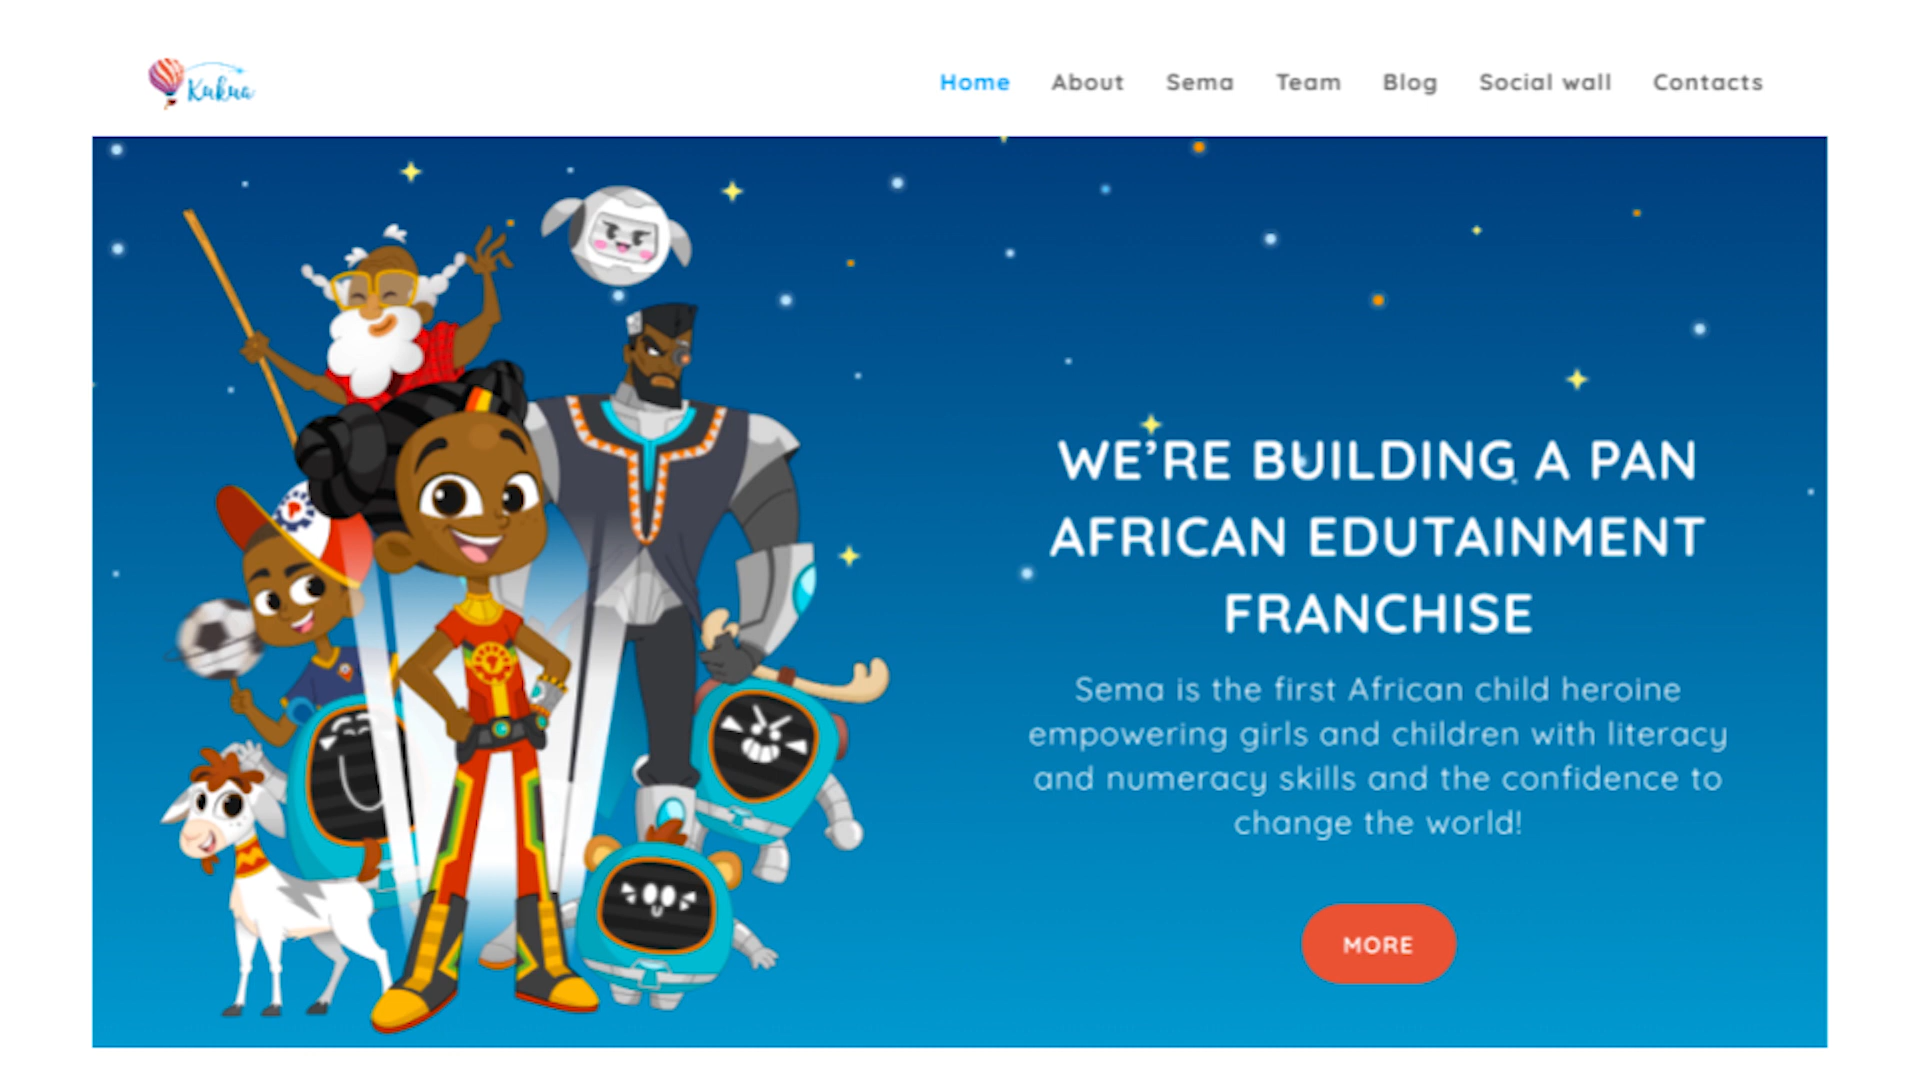 Kukua
Home About Sema Team Blog Social wall Contacts
WE’RE BUILDING A PAN
AFRICAN EDUTAINMENT
FRANCHISE
Sema is the first African child heroine
empowering girls and children with literacy
and numeracy skills and the confidence to
change the world!
MORE